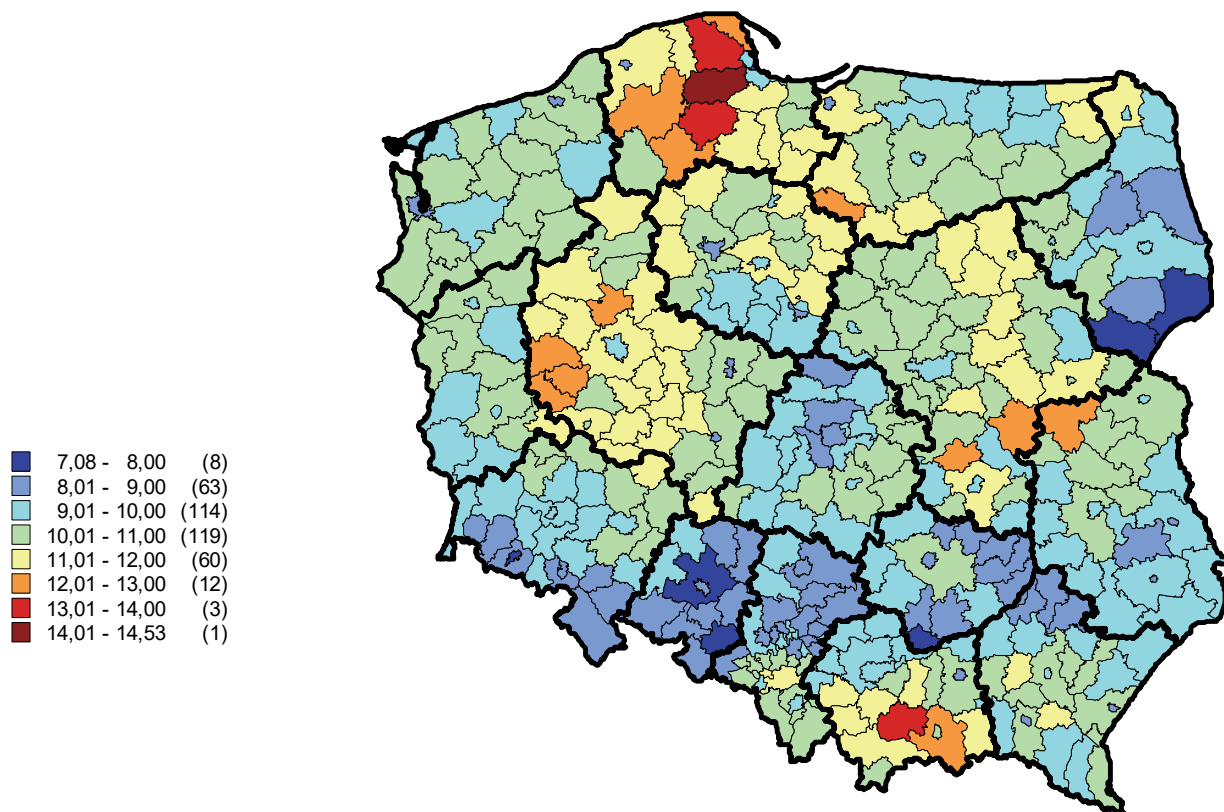 7,08 - 8,00 (8)
8,01 - 9,00 (63)
9,01 - 10,00 (114)
10,01 - 11,00 (119)
11,01 - 12,00 (60)
12,01 - 13,00 (12)
13,01 - 14,00 (3)
14,01 - 14,53 (1)